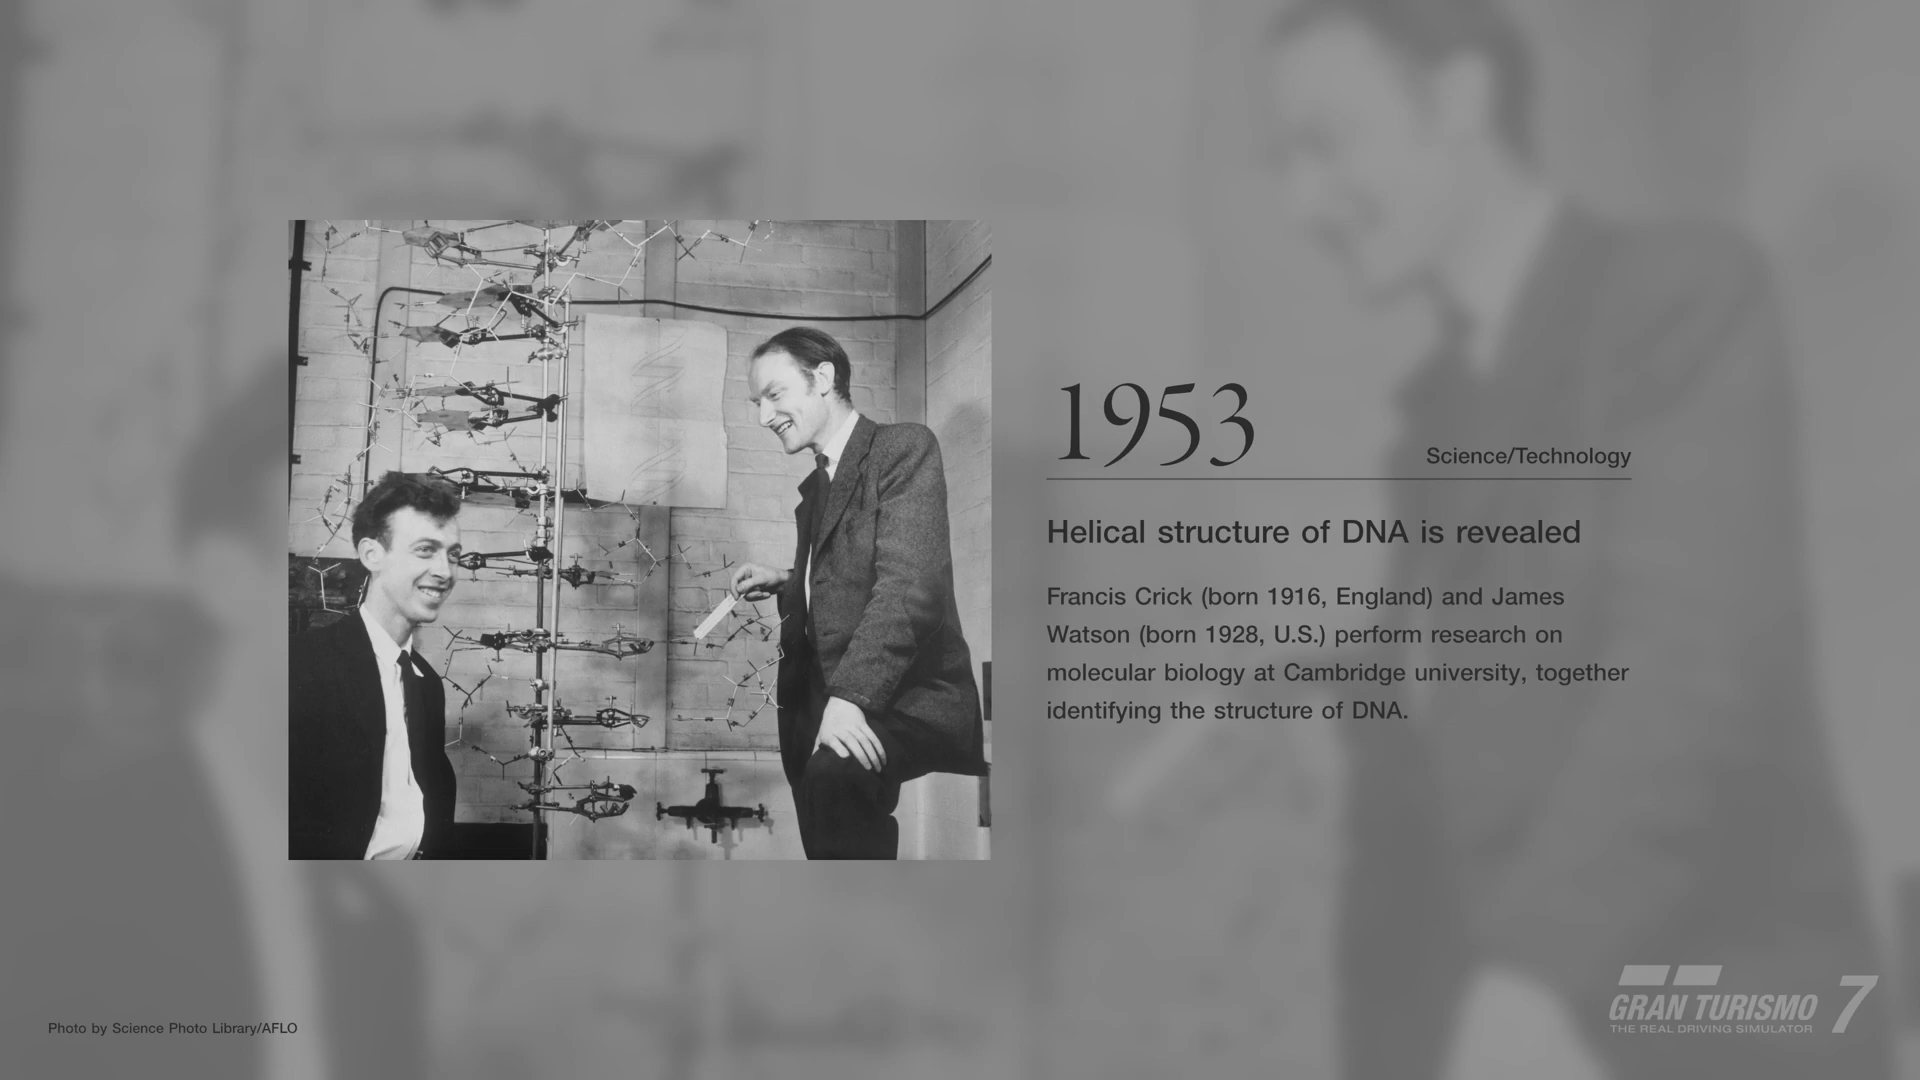 1953
Science/Technology
Helical structure of DNA is revealed
Francis Crick (born 1916, England) and James
Watson (born 1928, U.S.) perform research on
molecular biology at Cambridge university, together
identifying the structure of DNA.
Photo by Science Photo Library/AFLO
GRAN TURISMO 7
THE REAL DRIVING SIMULATOR